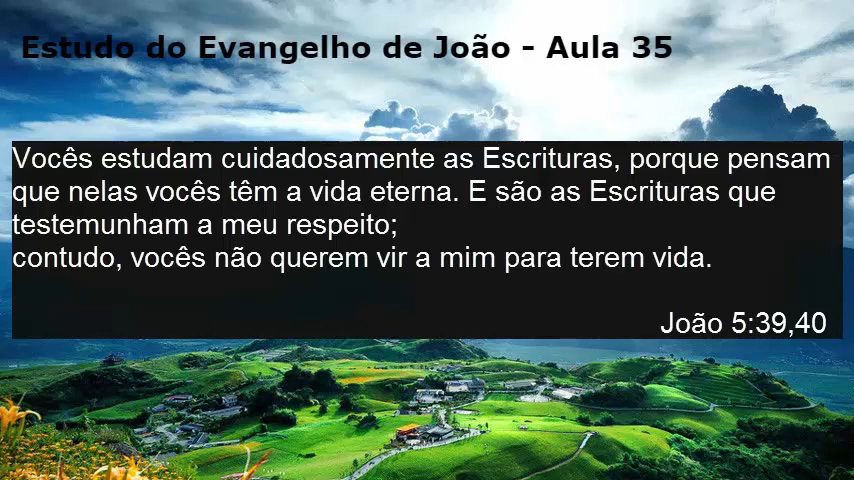 Estudo do Evangelho de João - Aula 35
Vocês estudam cuidadosamente as Escrituras, porque pensam
que nelas vocês têm a vida eterna. E são as Escrituras que
testemunham a meu respeito;
contudo, vocês não querem vir a mim para terem vida.
João 5:39,40